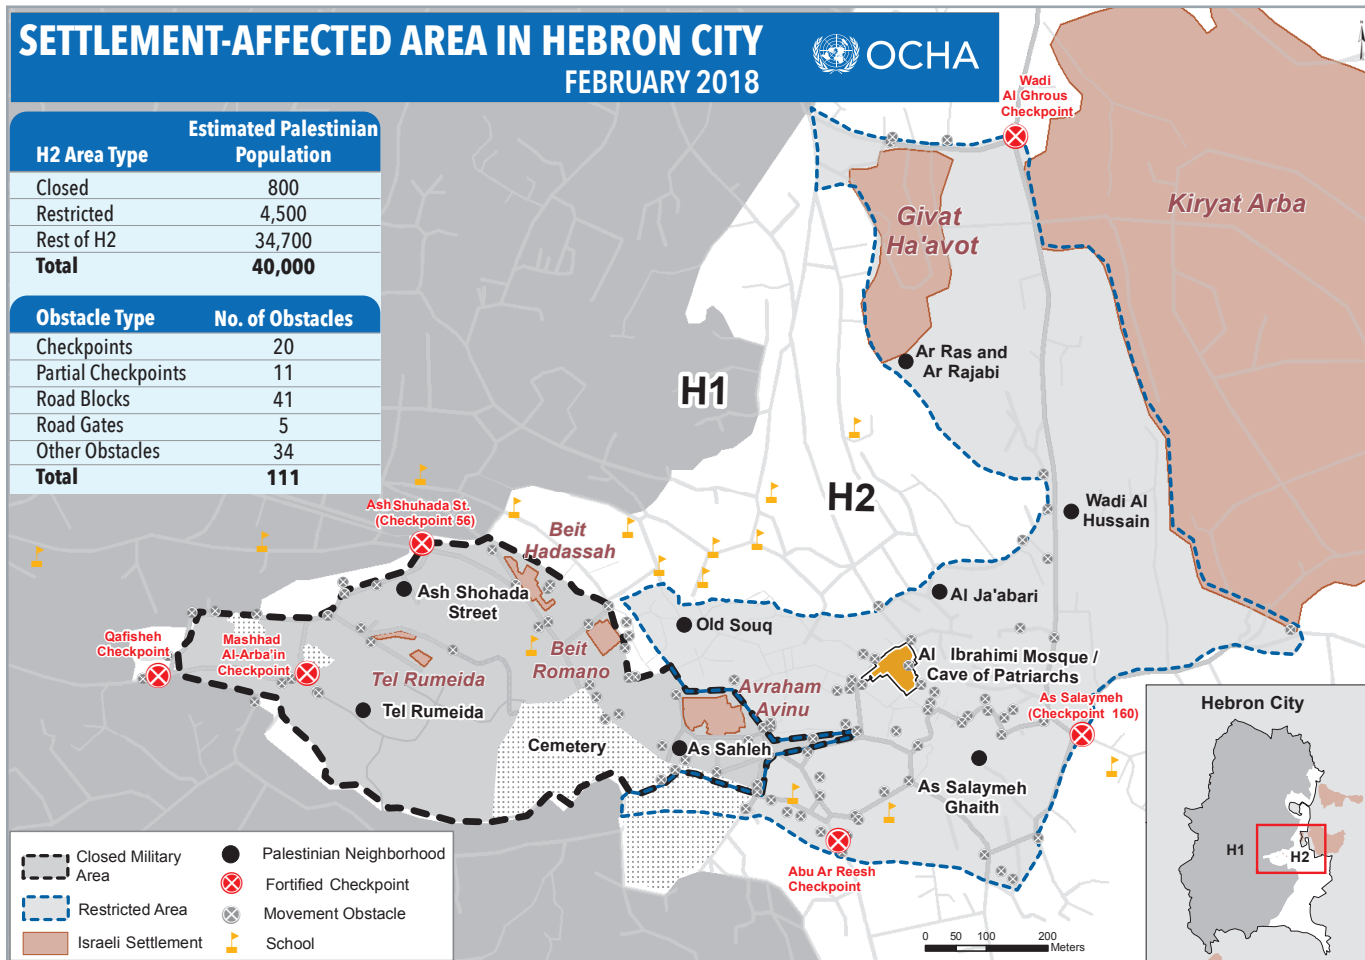 SETTLEMENT-AFFECTED AREA IN HEBRON CITY
FEBRUARY 2018
OCHA
H2 Area Type Estimated Palestinian Population
Closed 800
Restricted 4,500
Rest of H2 34,700
Total 40,000
Obstacle Type No. of Obstacles
Checkpoints 20
Partial Checkpoints 11
Road Blocks 41
Road Gates 5
Other Obstacles 34
Total 111
Wadi
Al Ghrous
Checkpoint
Kiryat Arba
Givat
Ha'avot
Ar Ras and
Ar Rajabi
H1
H2
Wadi Al
Hussain
Ash Shuhada St.
(Checkpoint 56)
Beit
Hadassah
Ash Shohada
Street
Al Ja'abari
Old Souq
Qafisheh
Checkpoint
Mashhad
Al-Arba'in
Checkpoint
Tel Rumeida
Beit
Romano
Al Ibrahimi Mosque /
Cave of Patriarchs
Avraham
Avinu
Tel Rumeida
As Salaymeh
(Checkpoint 160)
Cemetery
As Sahleh
As Salaymeh
Ghaith
Abu Ar Reesh
Checkpoint
Closed Military
Area
Restricted Area
Israeli Settlement
Palestinian Neighborhood
Fortified Checkpoint
Movement Obstacle
School
0 50 100 200
Meters
Hebron City
H1
H2